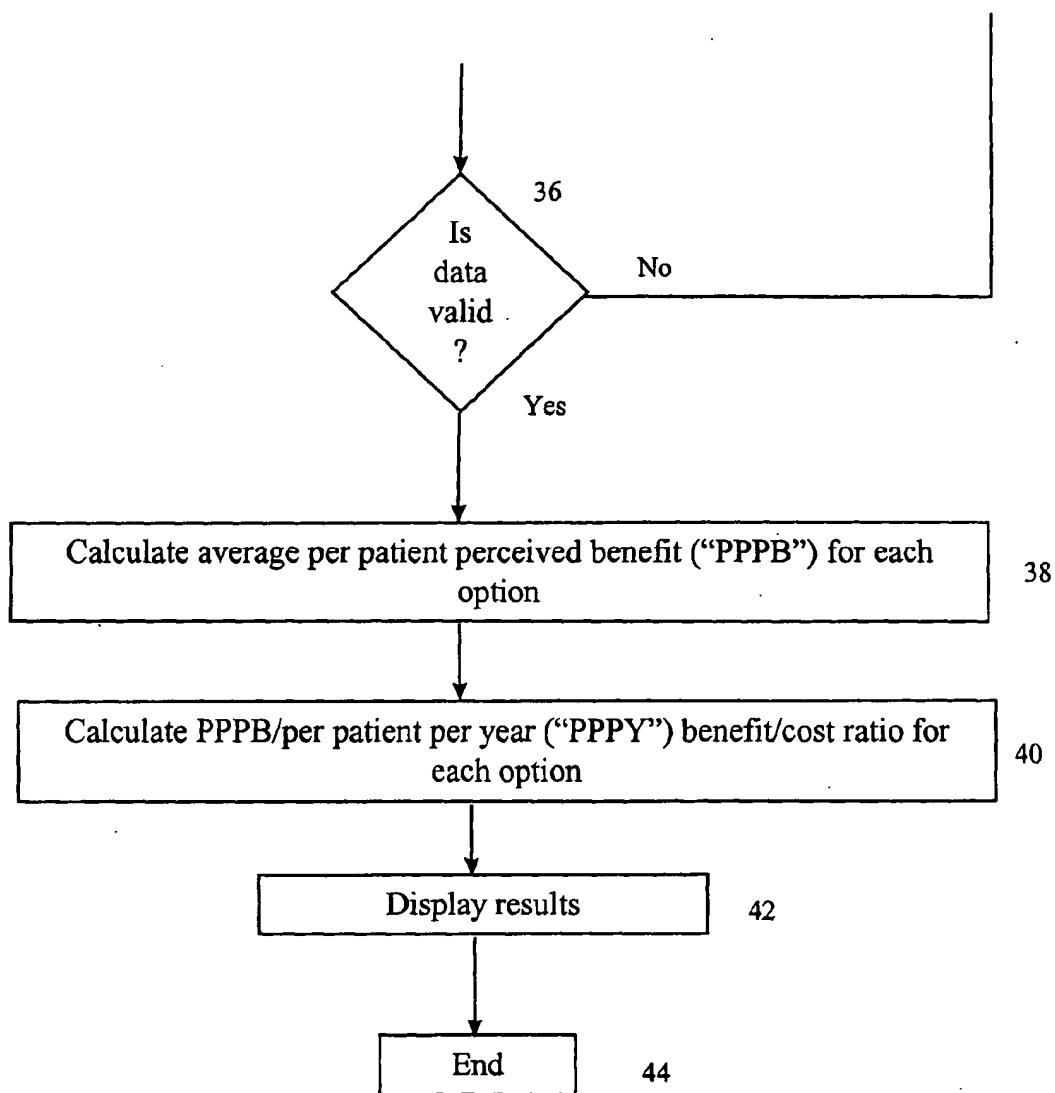 36
Is
data
valid
?
No
Yes
Calculate average per patient perceived benefit (“PPPB”) for each
option
38
Calculate PPPB/per patient per year (“PPPY”) benefit/cost ratio for
each option
40
Display results
42
End
44